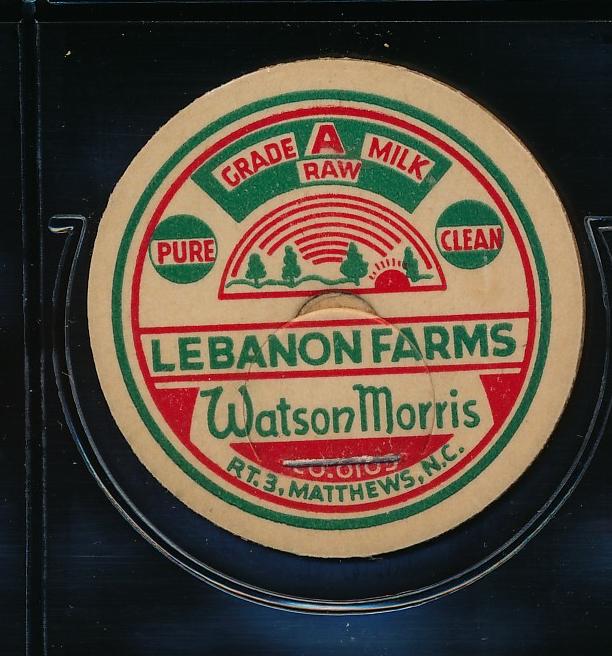 GRADE A MILK
RAW
PURE
CLEAN
LEBANON FARMS
Watson Morris
RT. 3, MATTHEWS, N.C.